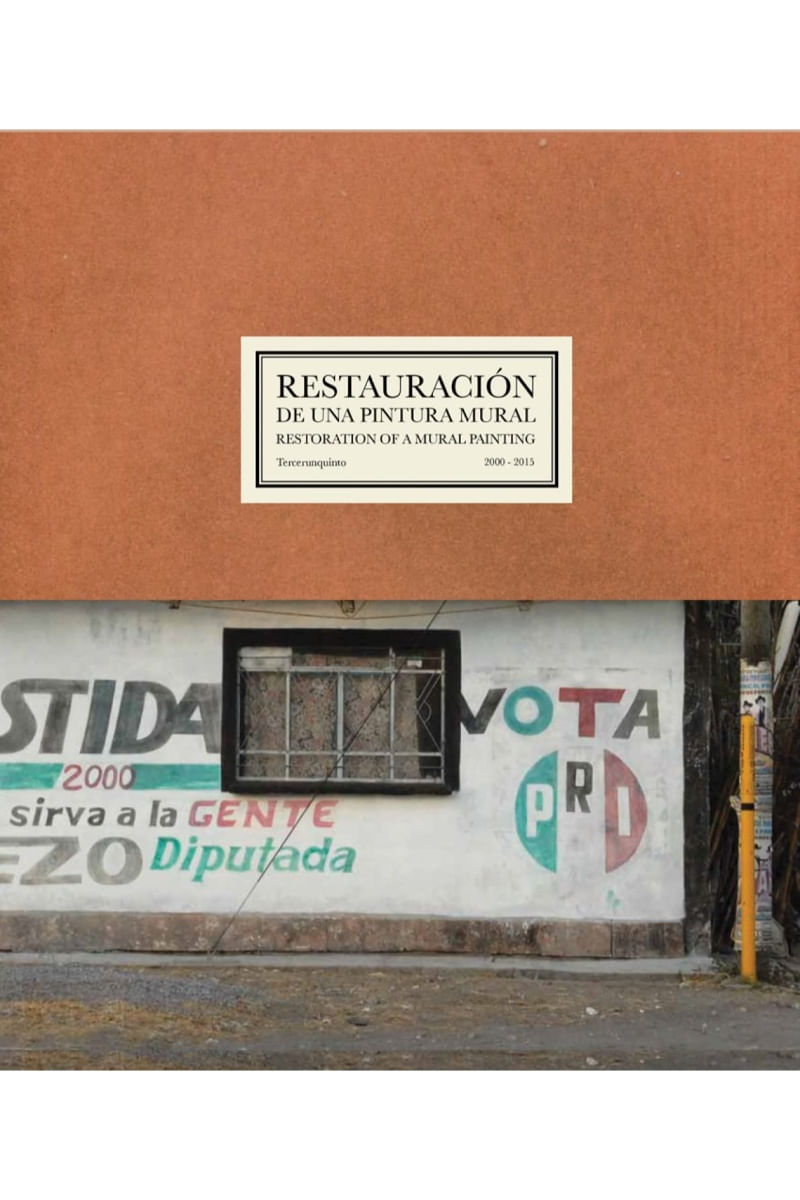 RESTAURACIÓN
DE UNA PINTURA MURAL
RESTORATION OF A MURAL PAINTING
Tercerunquinto 2000 - 2015
STIDA
2000
sirva a la GENTE
EZO Diputada
VOTA
PRI